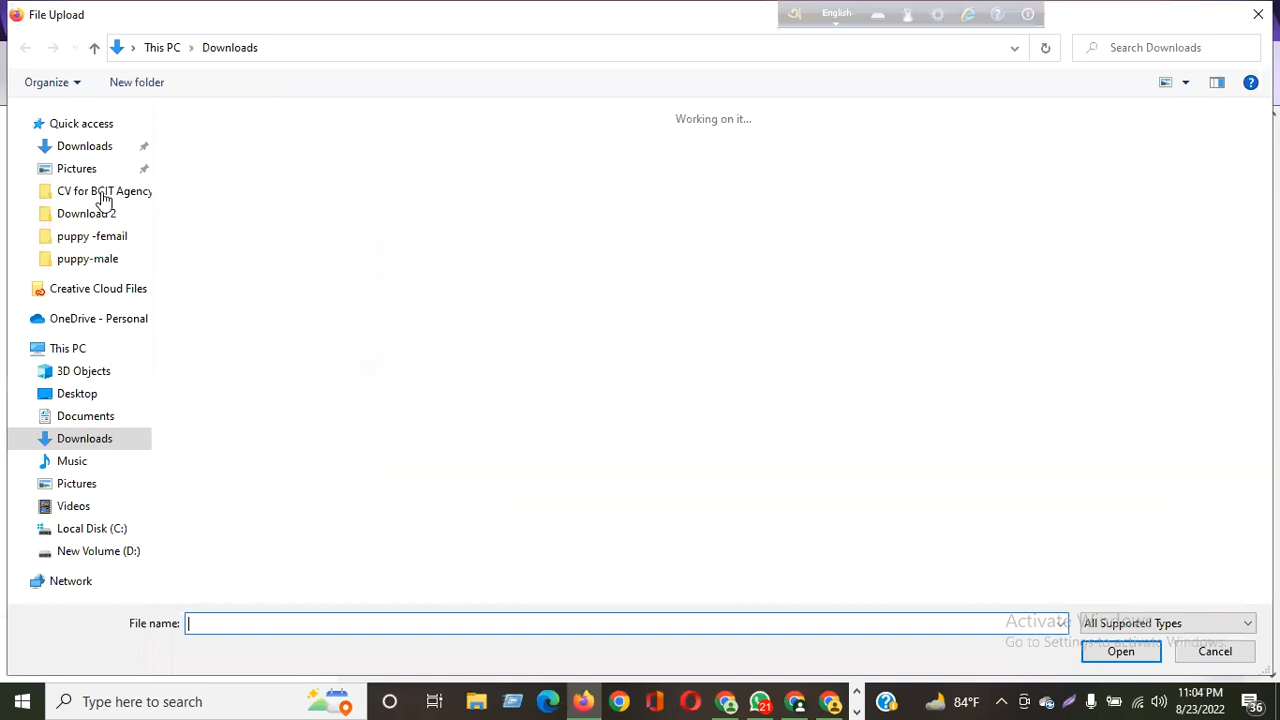 File Upload
English
This PC > Downloads
Search Downloads
Organize
New folder
Working on it...
Quick access
Downloads
Pictures
CV for BCIT Agency
Download 2
puppy -femail
puppy-male
Creative Cloud Files
OneDrive - Personal
This PC
3D Objects
Desktop
Documents
Downloads
Music
Pictures
Videos
Local Disk (C:)
New Volume (D:)
Network
File name:
All Supported Types
Activate Windows
Go to Settings to activate Windows.
Open
Cancel
Type here to search
21
84°F
11:04 PM
8/23/2022
36